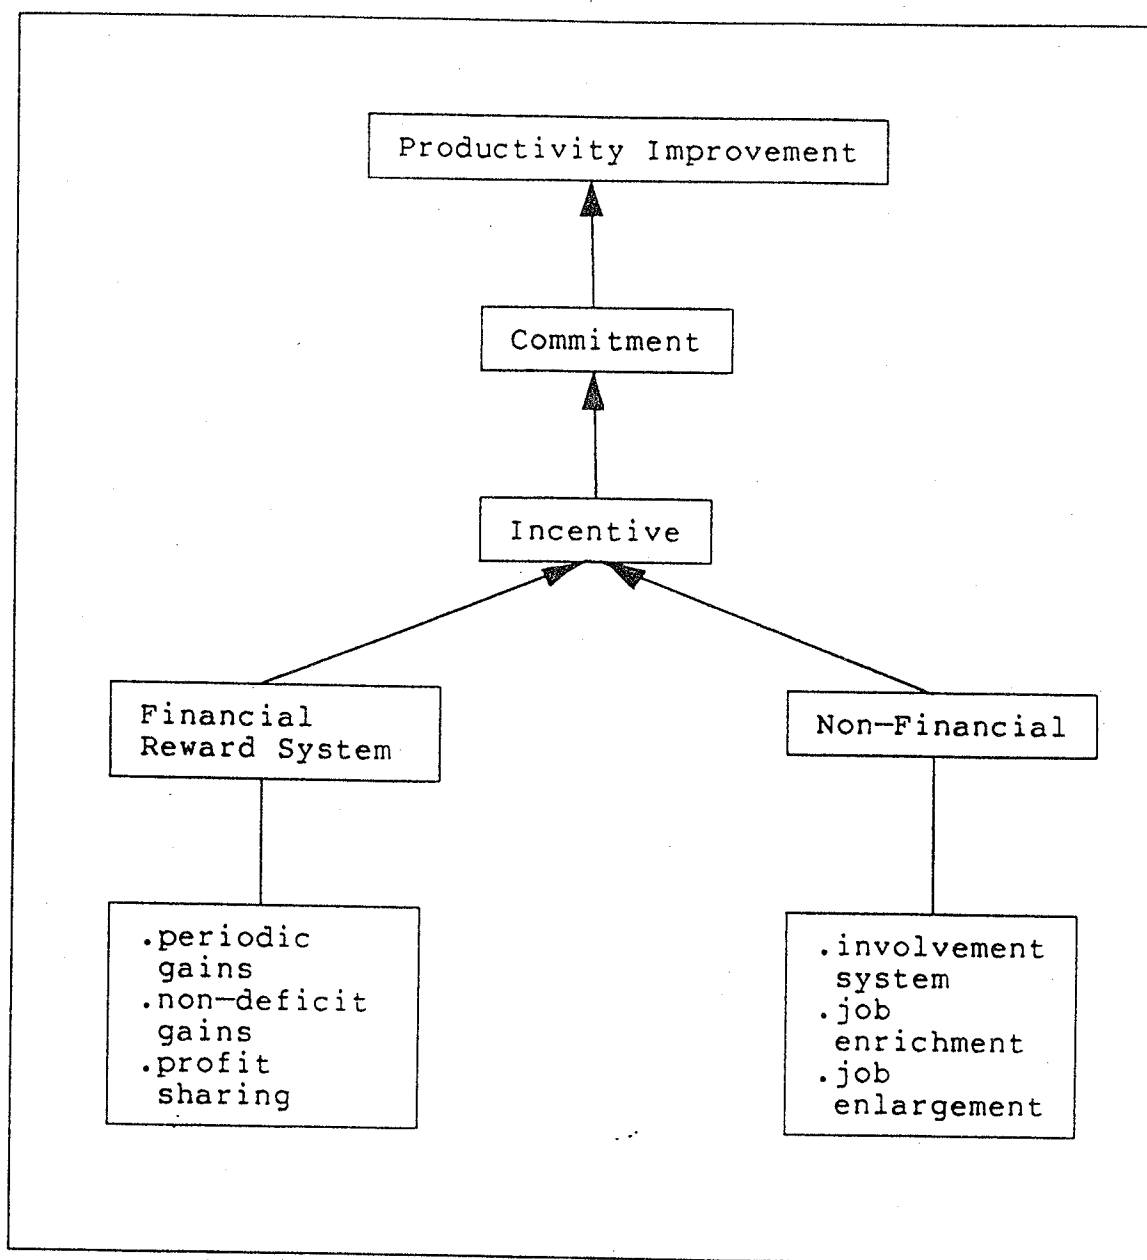 Productivity Improvement
Commitment
Incentive
Financial
Reward System
Non-Financial
.periodic
gains
.non-deficit
gains
.profit
sharing
.involvement
system
.job
enrichment
.job
enlargement